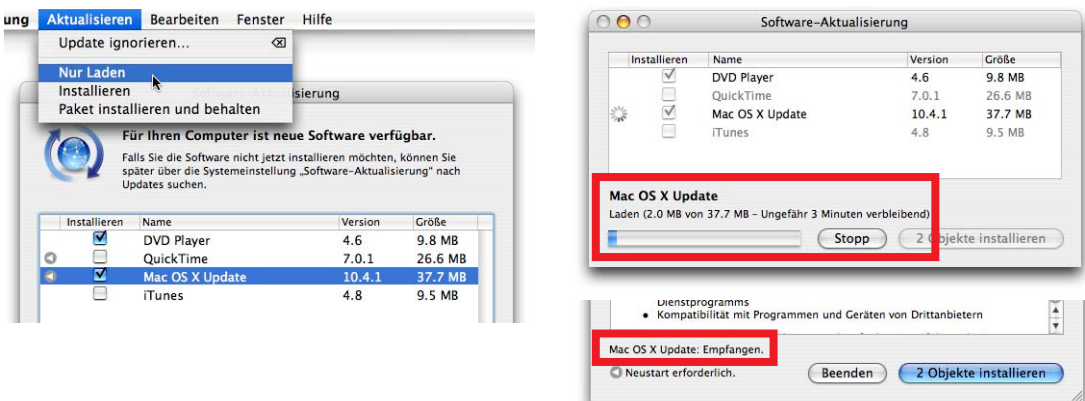 ung Aktualisieren Bearbeiten Fenster Hilfe
Update ignorieren...
Nur Laden
Installieren
Paket installieren und behalten
isierung
Für Ihren Computer ist neue Software verfügbar.
Falls Sie die Software nicht jetzt installieren möchten, können Sie
später über die Systemeinstellung „Software-Aktualisierung“ nach
Updates suchen.
Installieren Name Version Größe
DVD Player 4.6 9.8 MB
QuickTime 7.0.1 26.6 MB
Mac OS X Update 10.4.1 37.7 MB
iTunes 4.8 9.5 MB
Software-Aktualisierung
Installieren Name Version Größe
DVD Player 4.6 9.8 MB
QuickTime 7.0.1 26.6 MB
Mac OS X Update 10.4.1 37.7 MB
iTunes 4.8 9.5 MB
Mac OS X Update
Laden (2.0 MB von 37.7 MB - Ungefähr 3 Minuten verbleibend)
Stopp 2 Objekte installieren
Dienstprogramms
• Kompatibilität mit Programmen und Geräten von Drittanbietern
Mac OS X Update: Empfangen.
Neustart erforderlich. Beenden 2 Objekte installieren